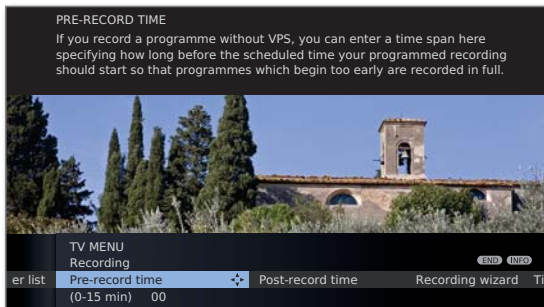 PRE-RECORD TIME
If you record a programme without VPS, you can enter a time span here
specifying how long before the scheduled time your programmed recording
should start so that programmes which begin too early are recorded in full.
TV MENU
Recording
END INFO
er list Pre-record time Post-record time Recording wizard Ti
(0-15 min) 00